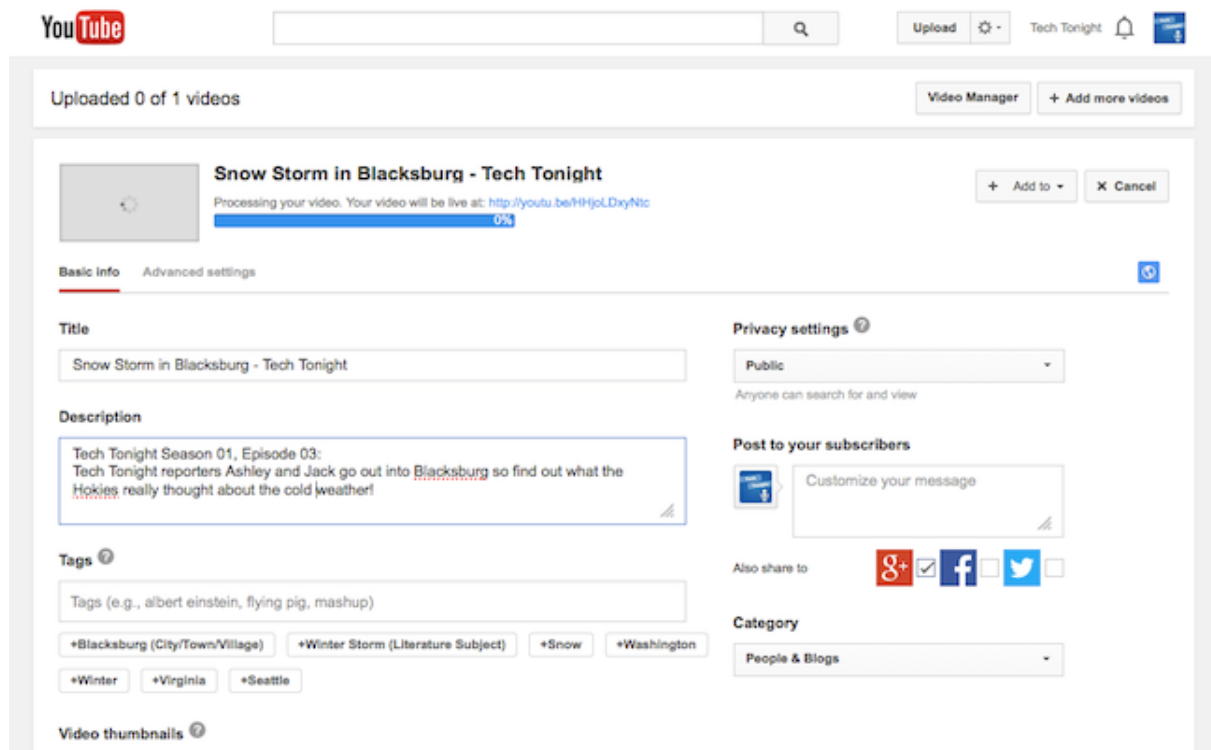 YouTube
Upload
Tech Tonight
Uploaded 0 of 1 videos
Video Manager
+ Add more videos
Snow Storm in Blacksburg - Tech Tonight
Processing your video. Your video will be live at: http://youtu.be/HHjoLDxyNtc
0%
+ Add to
X Cancel
Basic info
Advanced settings
Title
Snow Storm in Blacksburg - Tech Tonight
Description
Tech Tonight Season 01, Episode 03:
Tech Tonight reporters Ashley and Jack go out into Blacksburg so find out what the
Hokies really thought about the cold weather!
Tags ?
Tags (e.g., albert einstein, flying pig, mashup)
+Blacksburg (City/Town/Village) +Winter Storm (Literature Subject) +Snow +Washington
+Winter +Virginia +Seattle
Video thumbnails ?
Privacy settings ?
Public
Anyone can search for and view
Post to your subscribers
Customize your message
Also share to
g+ f
Category
People & Blogs